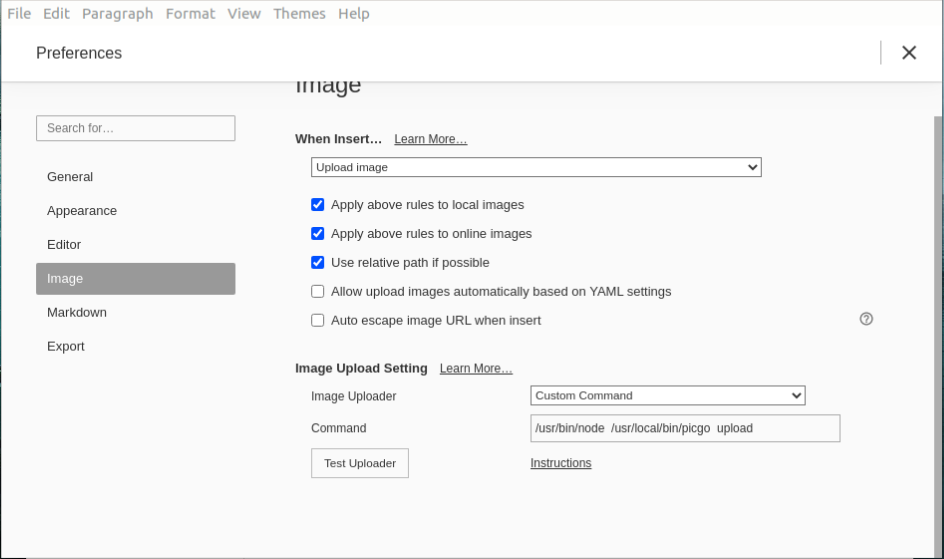 File Edit Paragraph Format View Themes Help
Preferences
Image
Search for…
General
Appearance
Editor
Image
Markdown
Export
When Insert… Learn More…
Upload image
Apply above rules to local images
Apply above rules to online images
Use relative path if possible
Allow upload images automatically based on YAML settings
Auto escape image URL when insert
Image Upload Setting Learn More…
Image Uploader Custom Command
Command /usr/bin/node /usr/local/bin/picgo upload
Test Uploader Instructions